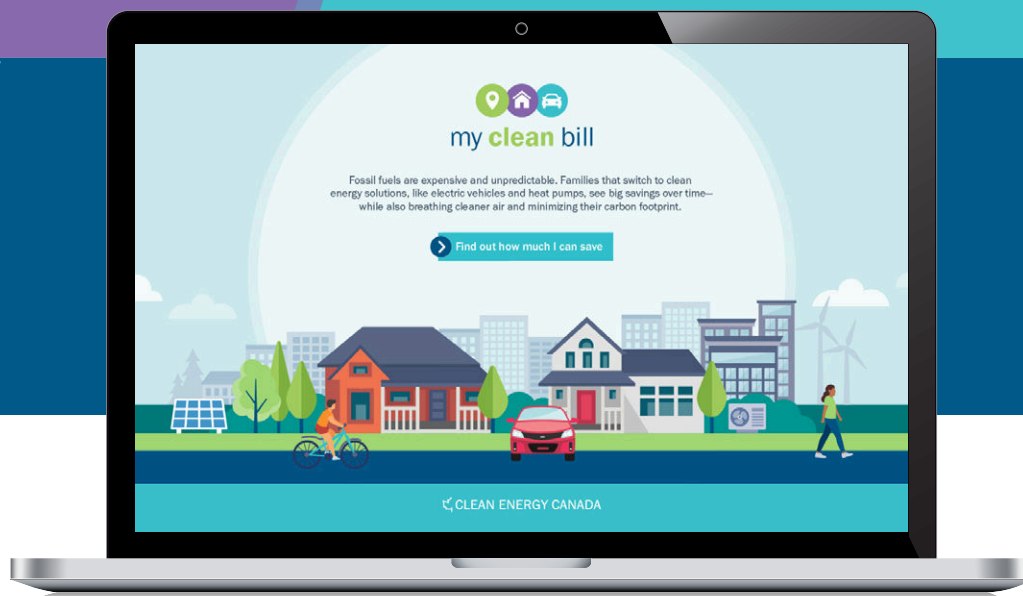 my clean bill
Fossil fuels are expensive and unpredictable. Families that switch to clean
energy solutions, like electric vehicles and heat pumps, see big savings over time—
while also breathing cleaner air and minimizing their carbon footprint.
Find out how much I can save
CLEAN ENERGY CANADA